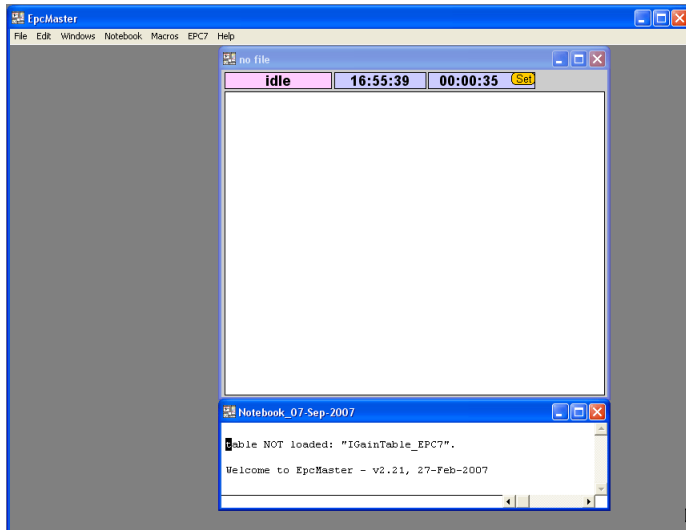 EpcMaster
File Edit Windows Notebook Macros EPC7 Help
no file
idle 16:55:39 00:00:35 Set
Notebook_07-Sep-2007
table NOT loaded: "IGainTable_EPC7".
Welcome to EpcMaster - v2.21, 27-Feb-2007